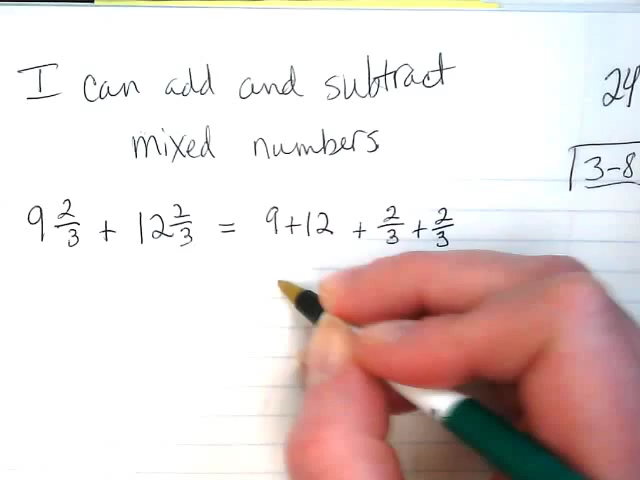 I can add and subtract
mixed numbers
24
3-8
9 2/3 + 12 2/3 = 9+12 + 2/3 + 2/3